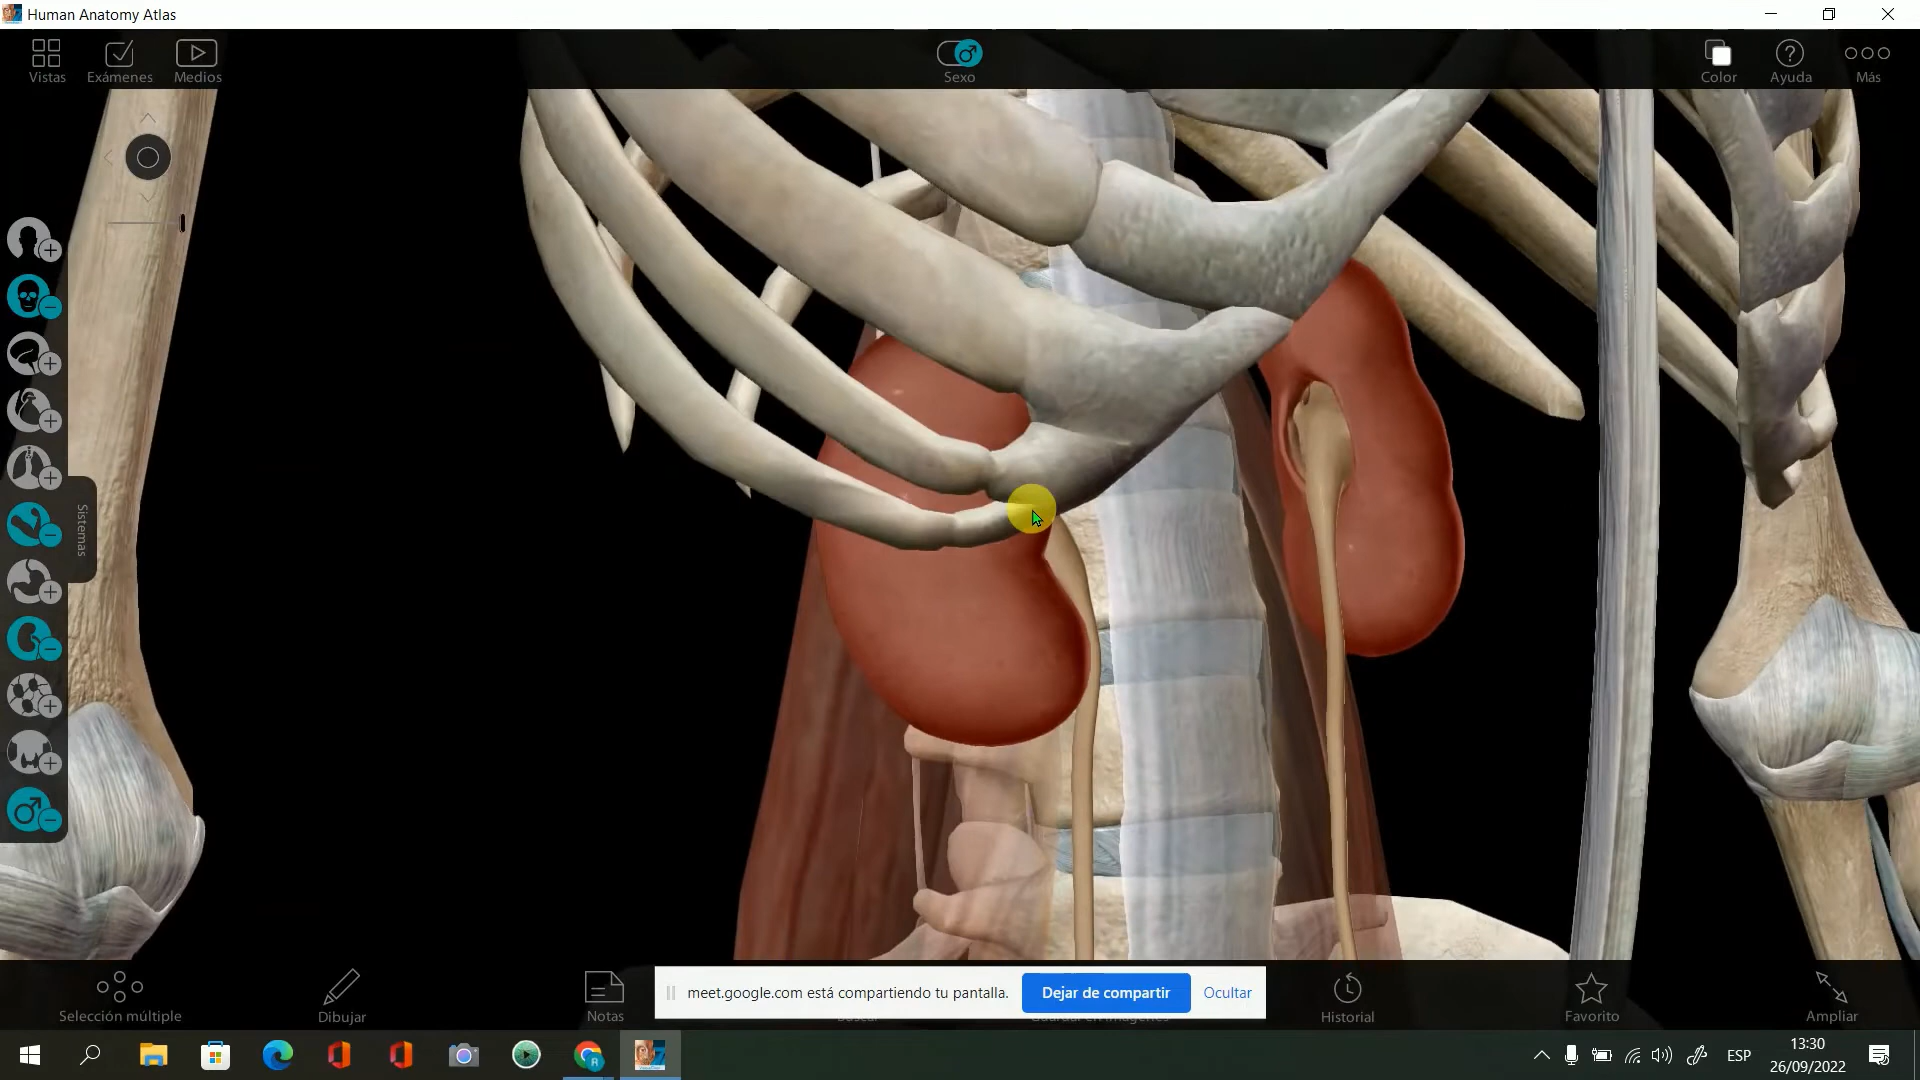 Human Anatomy Atlas
Vistas
Exámenes
Medios
Sexo
Color
Ayuda
Más
Sistemas
Selección múltiple
Dibujar
Notas
meet.google.com está compartiendo tu pantalla.
Dejar de compartir
Ocultar
Historial
Favorito
Ampliar
ESP
13:30
26/09/2022